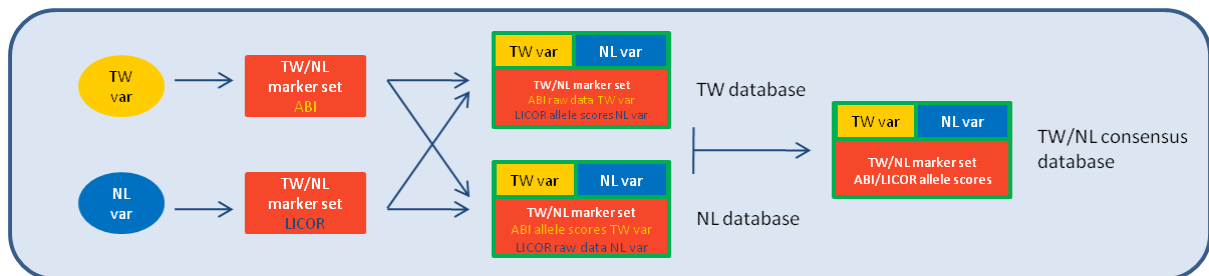 TW
var
TW/NL
marker set
ABI
NL
var
TW/NL
marker set
LICOR
TW var
NL var
TW/NL marker set
ABI raw data TW var
LICOR allele scores NL var
TW database
TW var
NL var
TW/NL marker set
ABI allele scores TW var
LICOR raw data NL var
NL database
TW var
NL var
TW/NL marker set
ABI/LICOR allele scores
TW/NL consensus
database